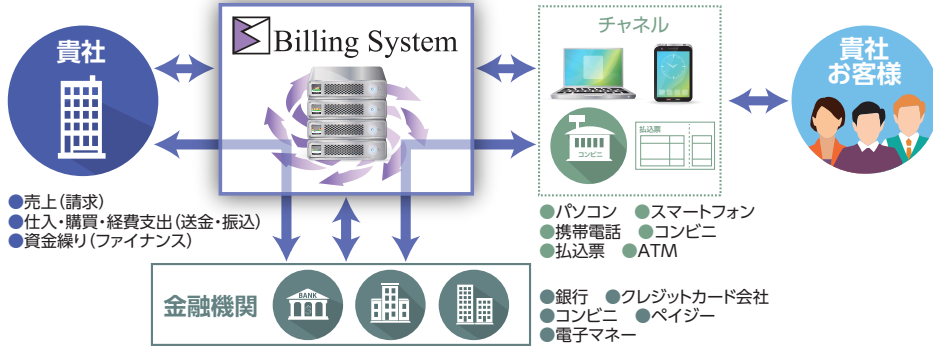 貴社
Billing System
チャネル
コンビニ
払込票
貴社
お客様
●売上(請求)
●仕入・購買・経費支出(送金・振込)
●資金繰り(ファイナンス)
●パソコン ●スマートフォン
●携帯電話 ●コンビニ
●払込票 ●ATM
金融機関
BANK
●銀行 ●クレジットカード会社
●コンビニ ●ペイジー
●電子マネー